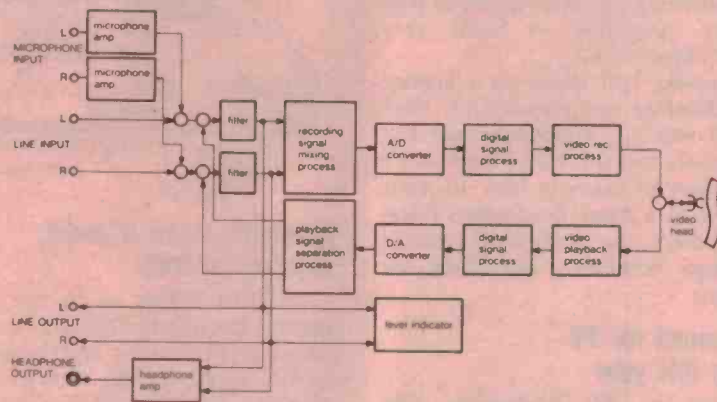 L
microphone
amp
MICROPHONE
INPUT
R
microphone
amp
L
LINE INPUT
R
filter
filter
recording
signal
mixing
process
A/D
converter
digital
signal
process
video rec
process
video
head
playback
signal
separation
process
D/A
converter
digital
signal
process
video
playback
process
L
LINE OUTPUT
R
level indicator
HEADPHONE
OUTPUT
headphone
amp